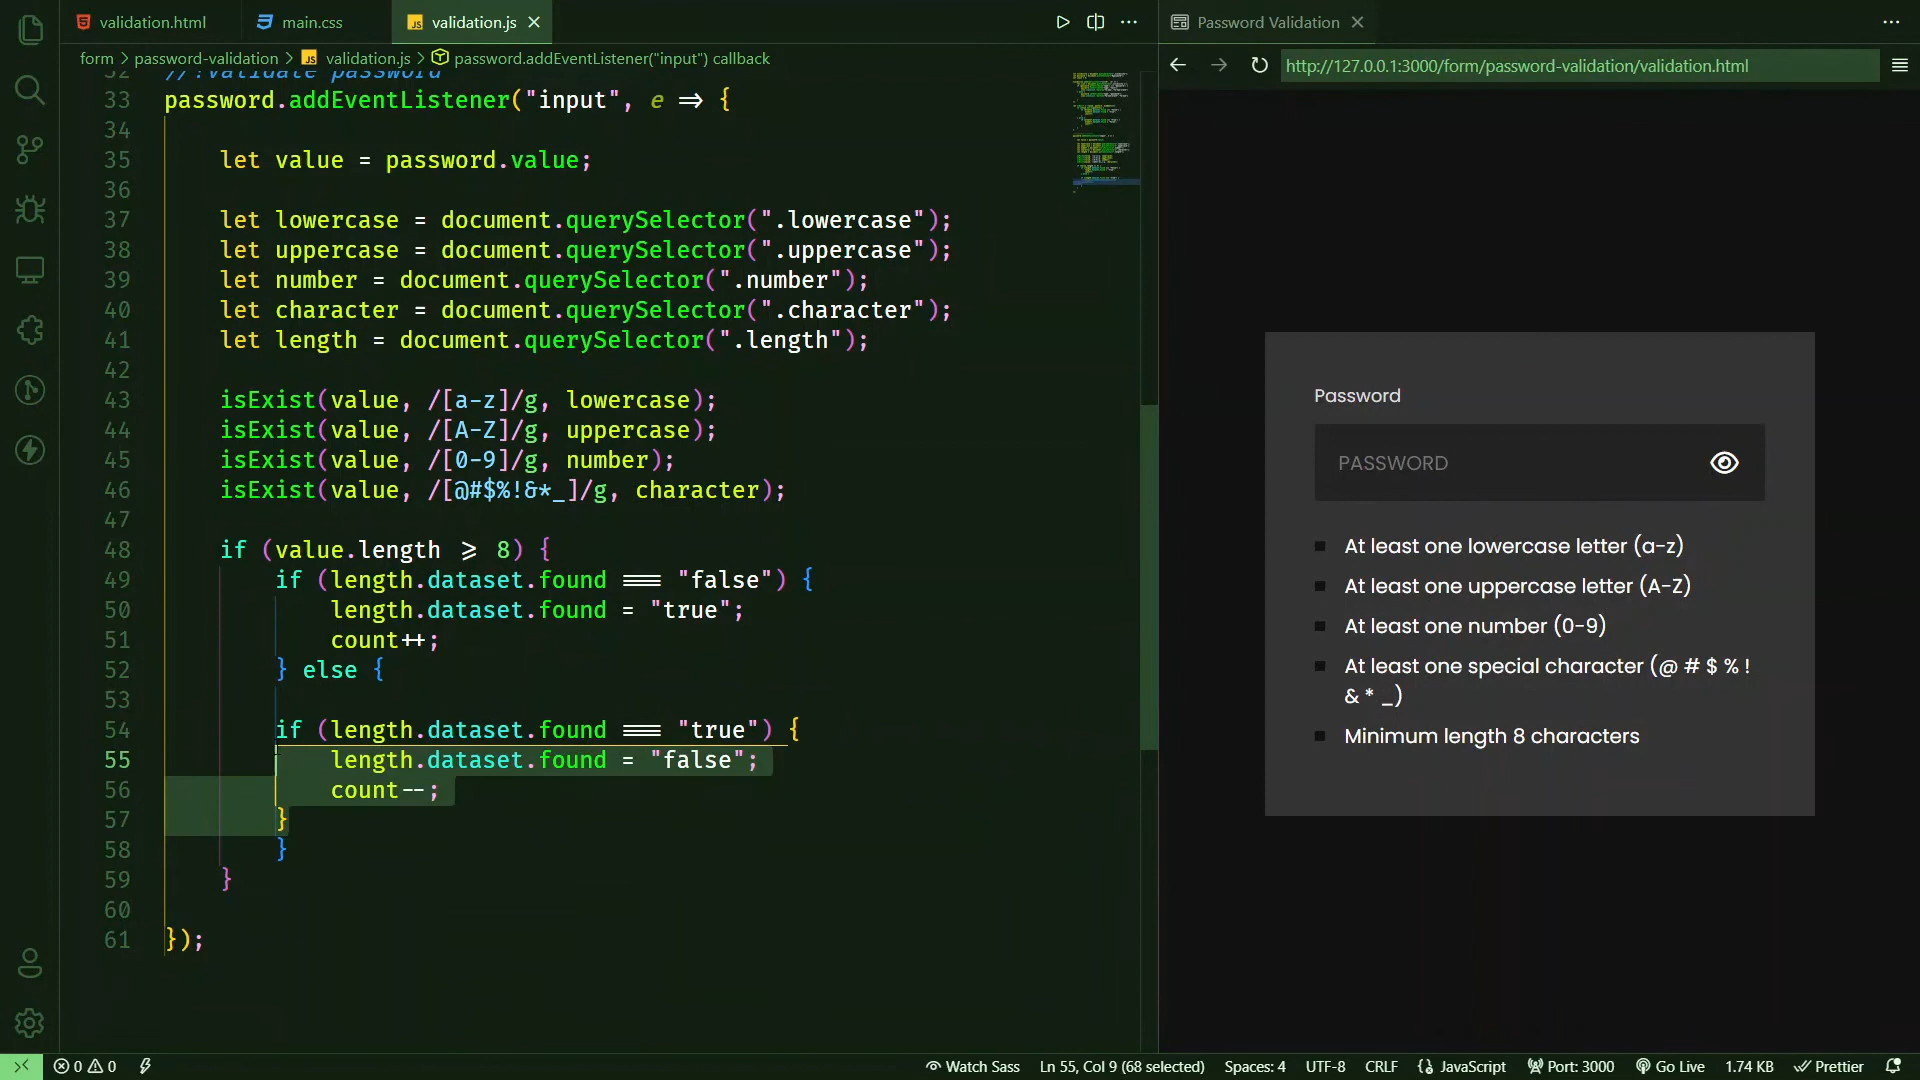 validation.html
main.css
JS validation.js
Password Validation
form > password-validation > JS validation.js > password.addEventListener("input") callback
http://127.0.0.1:3000/form/password-validation/validation.html
32 //!validate password
33 password.addEventListener("input", e => {
34
35 let value = password.value;
36
37 let lowercase = document.querySelector(".lowercase");
38 let uppercase = document.querySelector(".uppercase");
39 let number = document.querySelector(".number");
40 let character = document.querySelector(".character");
41 let length = document.querySelector(".length");
42
43 isExist(value, /[a-z]/g, lowercase);
44 isExist(value, /[A-Z]/g, uppercase);
45 isExist(value, /[0-9]/g, number);
46 isExist(value, /[@#$%!&*_]/g, character);
47
48 if (value.length >= 8) {
49 if (length.dataset.found === "false") {
50 length.dataset.found = "true";
51 count++;
52 } else {
53
54 if (length.dataset.found === "true") {
55 length.dataset.found = "false";
56 count--;
57 }
58 }
59 }
60
61 });
Password
PASSWORD
At least one lowercase letter (a-z)
At least one uppercase letter (A-Z)
At least one number (0-9)
At least one special character (@ # $ % !
& * _)
Minimum length 8 characters
0 0 Watch Sass Ln 55, Col 9 (68 selected) Spaces: 4 UTF-8 CRLF {} JavaScript Port: 3000 Go Live 1.74 KB Prettier